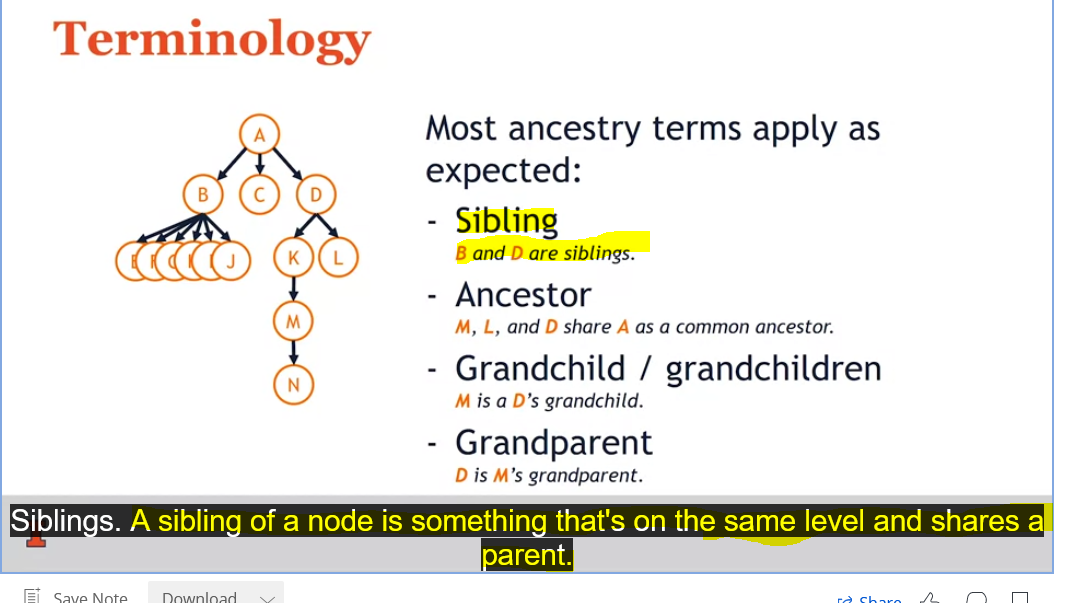 Terminology
A
B C D
K L
J
M
N
Most ancestry terms apply as
expected:
- Sibling
B and D are siblings.
- Ancestor
M, L, and D share A as a common ancestor.
- Grandchild / grandchildren
M is a D's grandchild.
- Grandparent
D is M's grandparent.
Siblings. A sibling of a node is something that's on the same level and shares a
parent.
Save Note Download Share